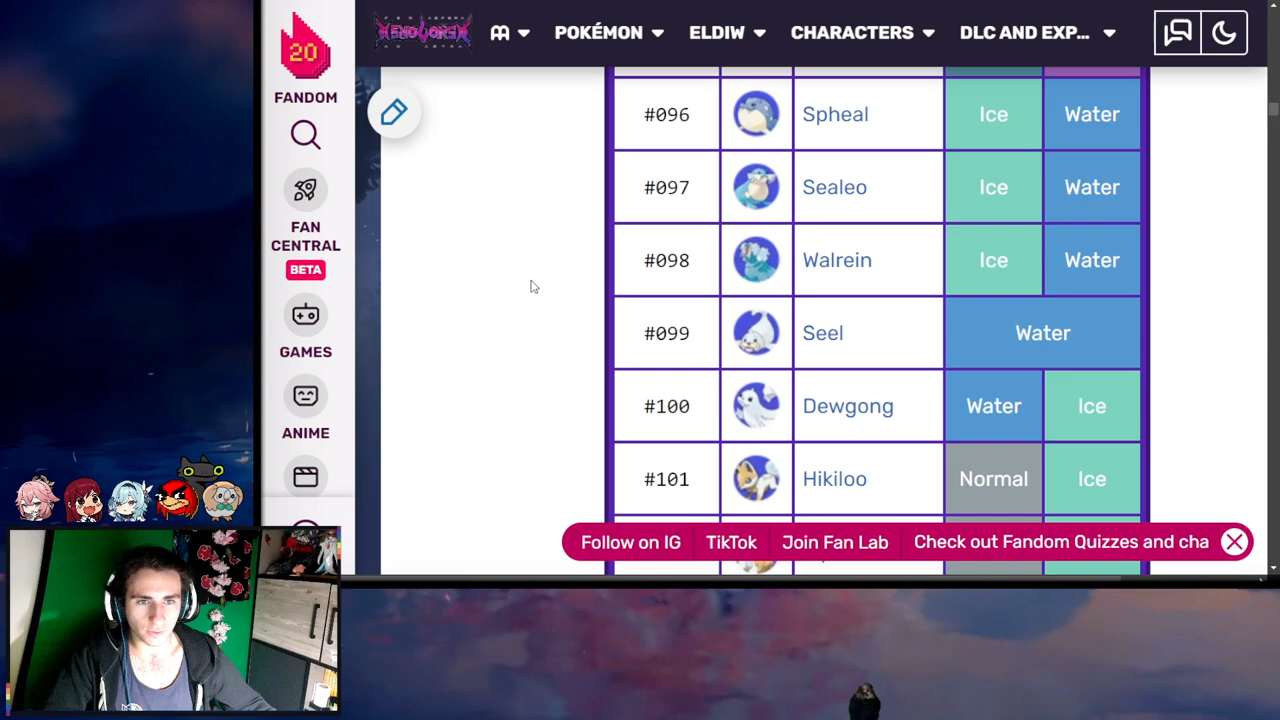 20
FANDOM
FAN
CENTRAL
BETA
GAMES
ANIME
POKÉMON
ELDIW
CHARACTERS
DLC AND EXP...
#096 Spheal Ice Water
#097 Sealeo Ice Water
#098 Walrein Ice Water
#099 Seel Water
#100 Dewgong Water Ice
#101 Hikiloo Normal Ice
Follow on IG TikTok Join Fan Lab Check out Fandom Quizzes and cha